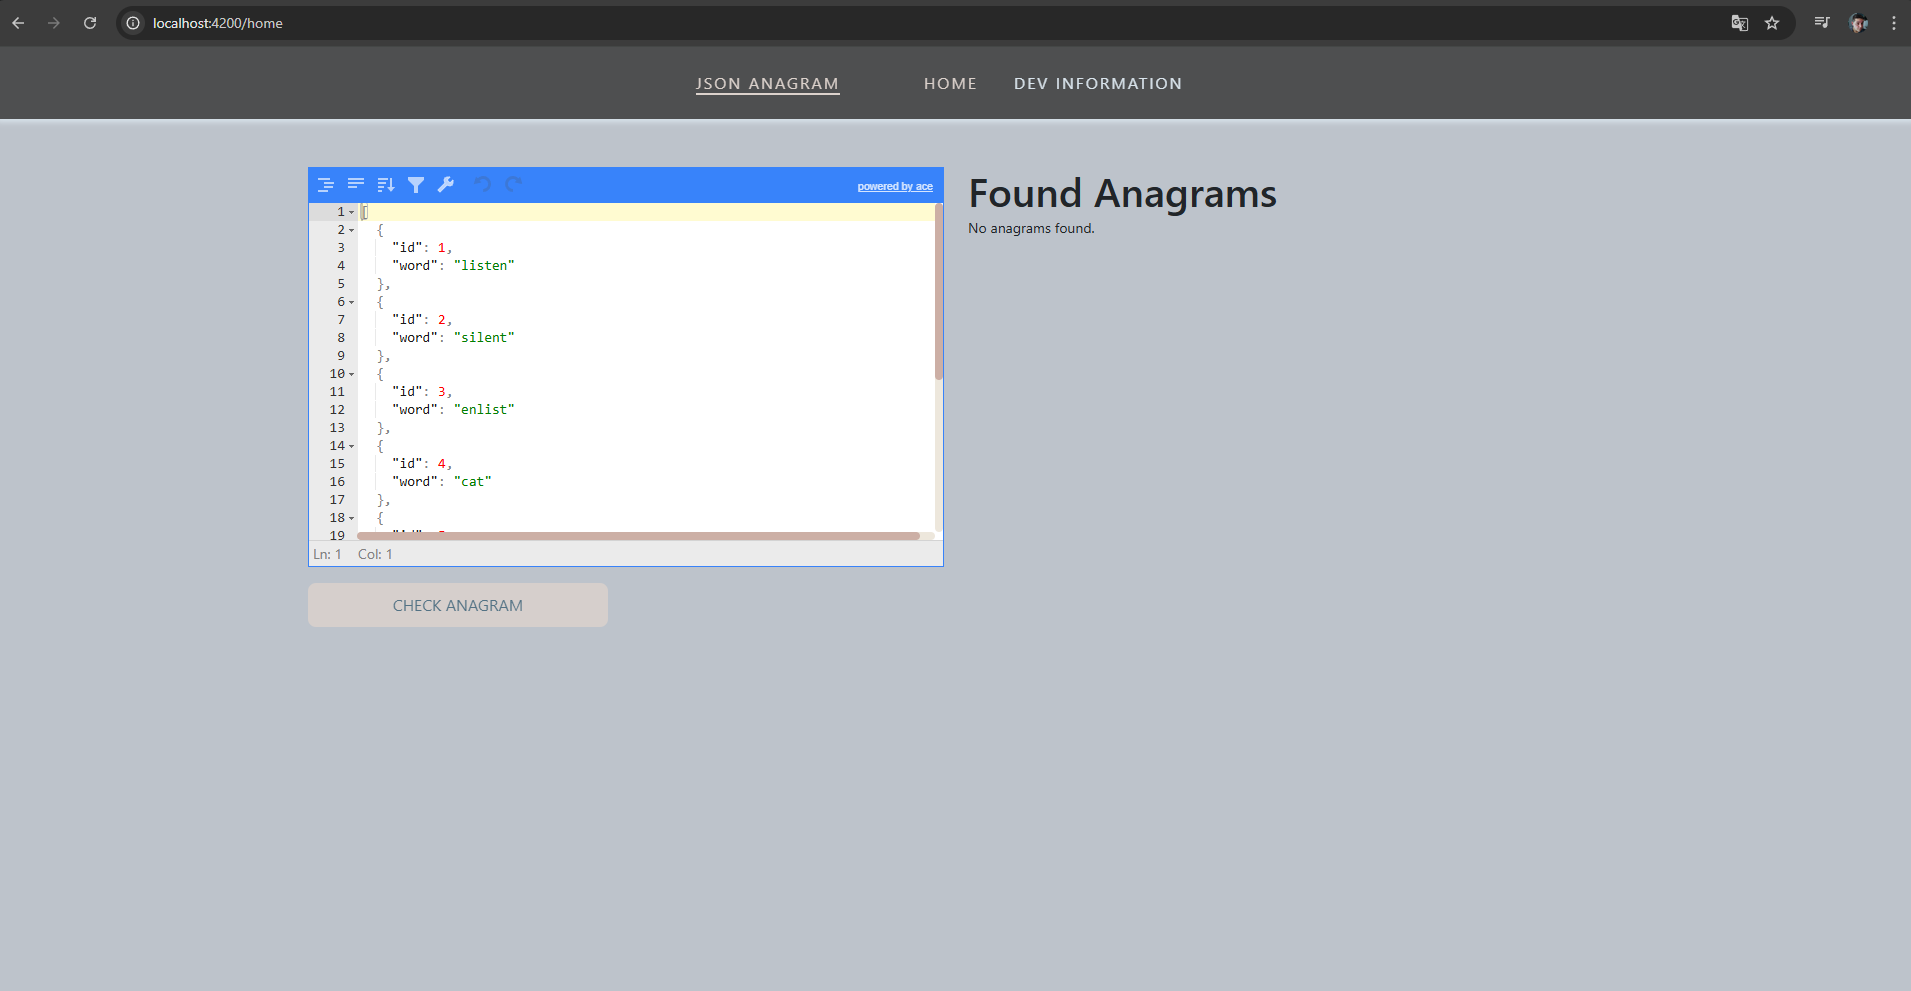 localhost:4200/home
JSON ANAGRAM HOME DEV INFORMATION
powered by ace
1 [
2 {
3 "id": 1,
4 "word": "listen"
5 },
6 {
7 "id": 2,
8 "word": "silent"
9 },
10 {
11 "id": 3,
12 "word": "enlist"
13 },
14 {
15 "id": 4,
16 "word": "cat"
17 },
18 {
19
Ln: 1 Col: 1
CHECK ANAGRAM
Found Anagrams
No anagrams found.